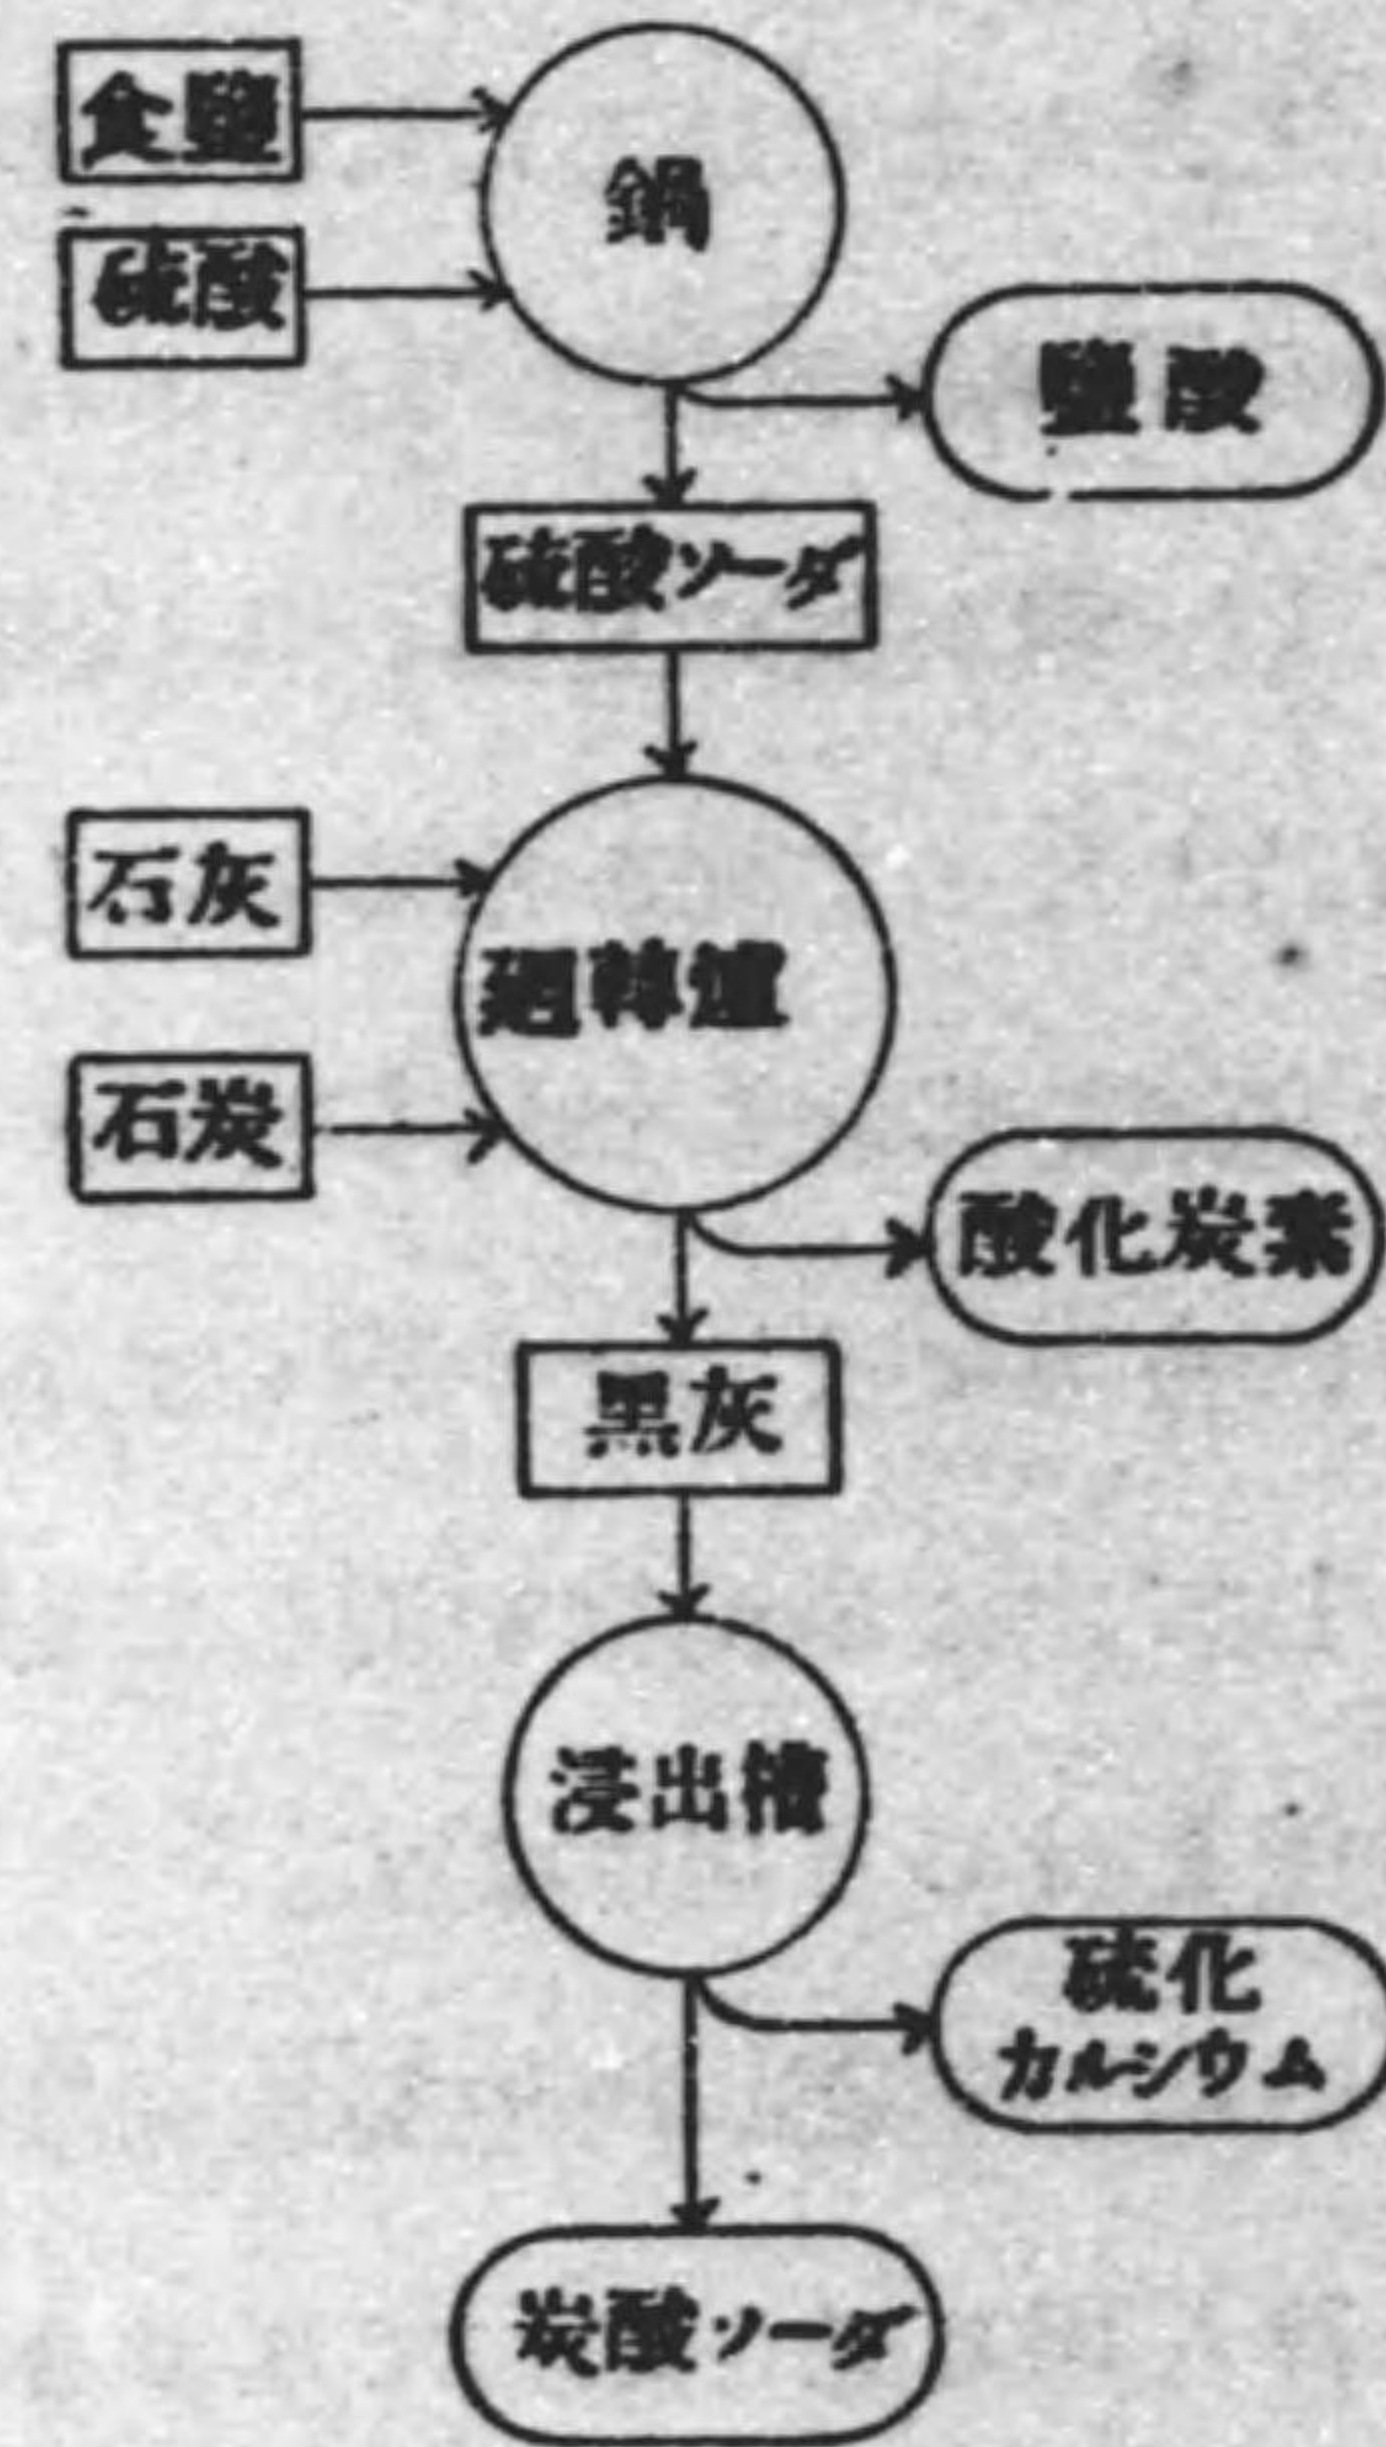 食鹽
硫酸
鍋
鹽酸
硫酸ソーダ
石灰
廻轉爐
石炭
酸化炭素
黒灰
浸出槽
硫化
カルシウム
炭酸ソーダ